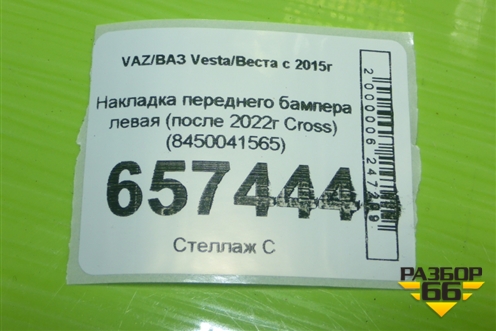 VAZ/ВАЗ Vesta/Веста с 2015г
Накладка переднего бампера
левая (после 2022г Cross)
(8450041565)
657444
Стеллаж С
РАЗБОР
66